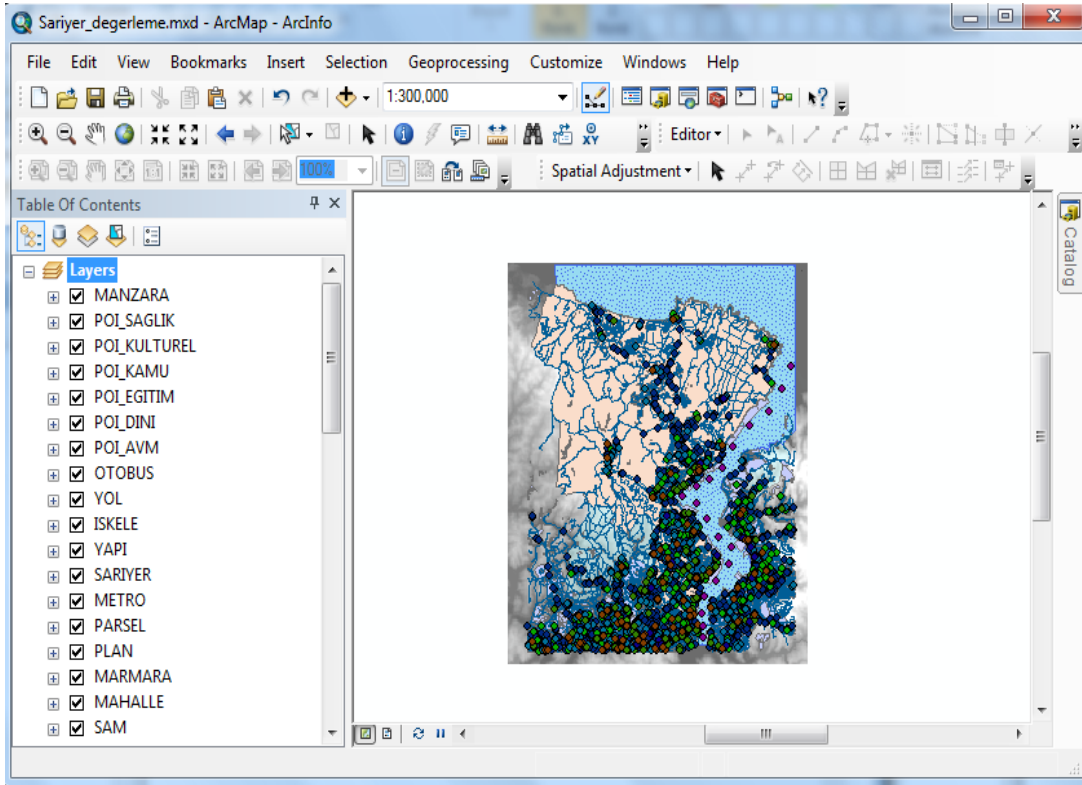 Sariyer_degerleme.mxd - ArcMap - ArcInfo
File Edit View Bookmarks Insert Selection Geoprocessing Customize Windows Help
1:300,000
Editor
100%
Spatial Adjustment
Table Of Contents
Catalog
Layers
MANZARA
POI_SAGLIK
POI_KULTUREL
POI_KAMU
POI_EGITIM
POI_DINI
POI_AVM
OTOBUS
YOL
ISKELE
YAPI
SARIYER
METRO
PARSEL
PLAN
MARMARA
MAHALLE
SAM